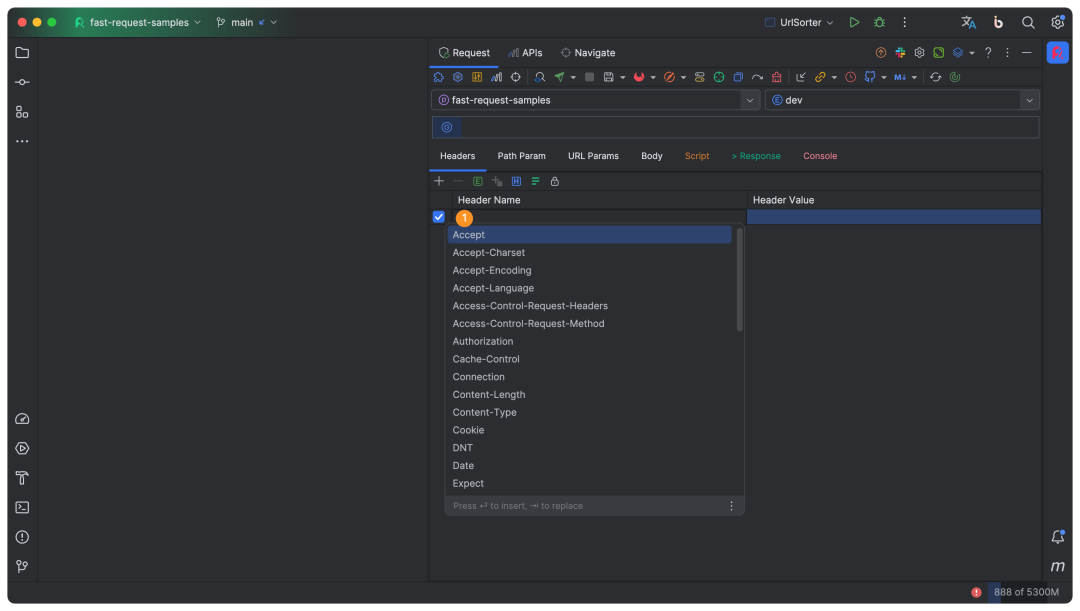 fast-request-samples
main
UrlSorter
Request
APIs
Navigate
M↓
fast-request-samples
dev
Headers
Path Param
URL Params
Body
Script
> Response
Console
Header Name
Header Value
1
Accept
Accept-Charset
Accept-Encoding
Accept-Language
Access-Control-Request-Headers
Access-Control-Request-Method
Authorization
Cache-Control
Connection
Content-Length
Content-Type
Cookie
DNT
Date
Expect
Press ⏎ to insert, ⇥ to replace
888 of 5300M